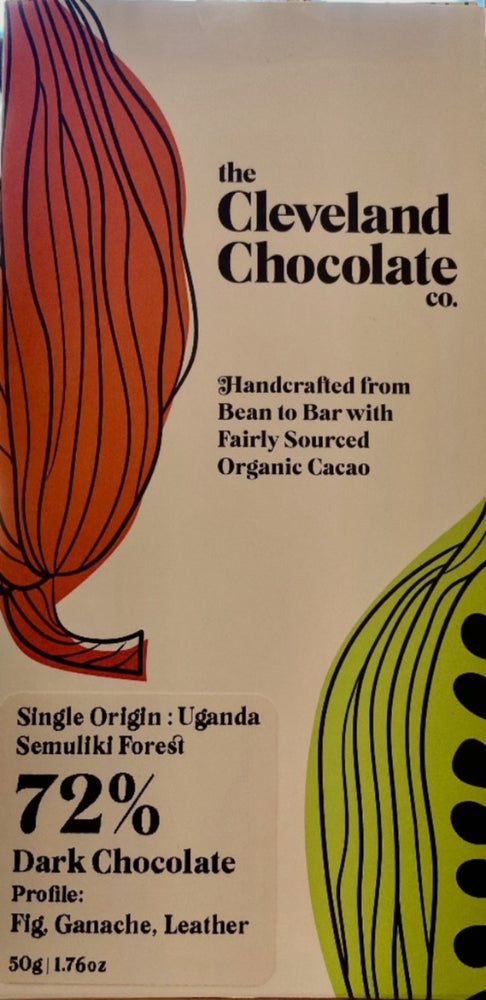 the
Cleveland
Chocolate
co.
Handcrafted from
Bean to Bar with
Fairly Sourced
Organic Cacao
Single Origin : Uganda
Semuliki Forest
72%
Dark Chocolate
Profile:
Fig, Ganache, Leather
50g | 1.76oz